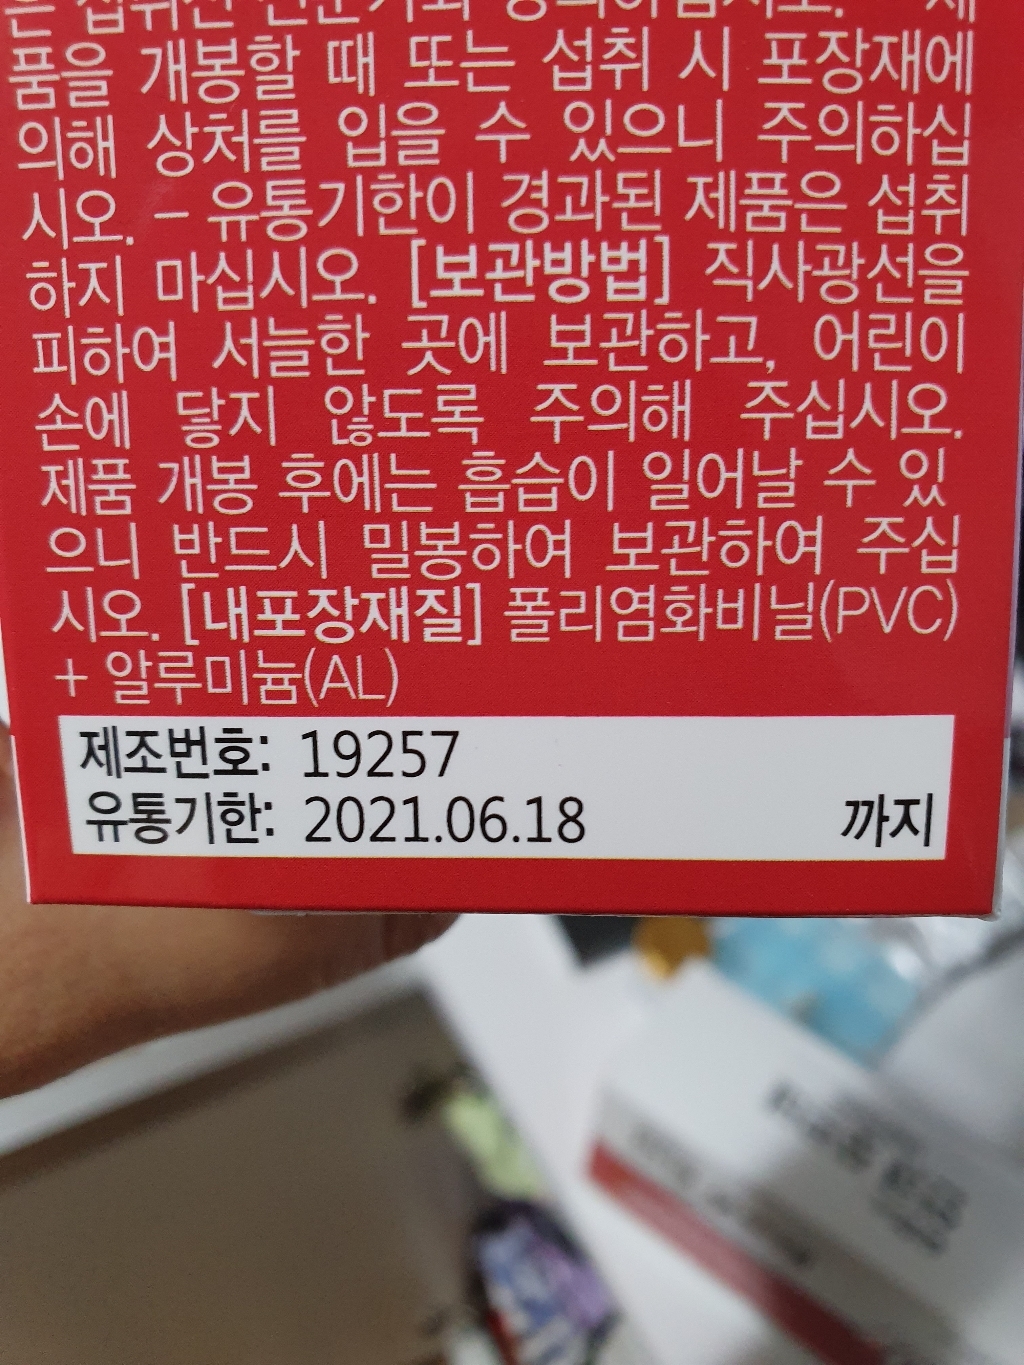 품을 개봉할 때 또는 섭취 시 포장재에
의해 상처를 입을 수 있으니 주의하십
시오. – 유통기한이 경과된 제품은 섭취
하지 마십시오. [보관방법] 직사광선을
피하여 서늘한 곳에 보관하고, 어린이
손에 닿지 않도록 주의해 주십시오.
제품 개봉 후에는 흡습이 일어날 수 있
으니 반드시 밀봉하여 보관하여 주십
시오. [내포장재질] 폴리염화비닐(PVC)
+ 알루미늄(AL)
제조번호: 19257
유통기한: 2021.06.18 까지